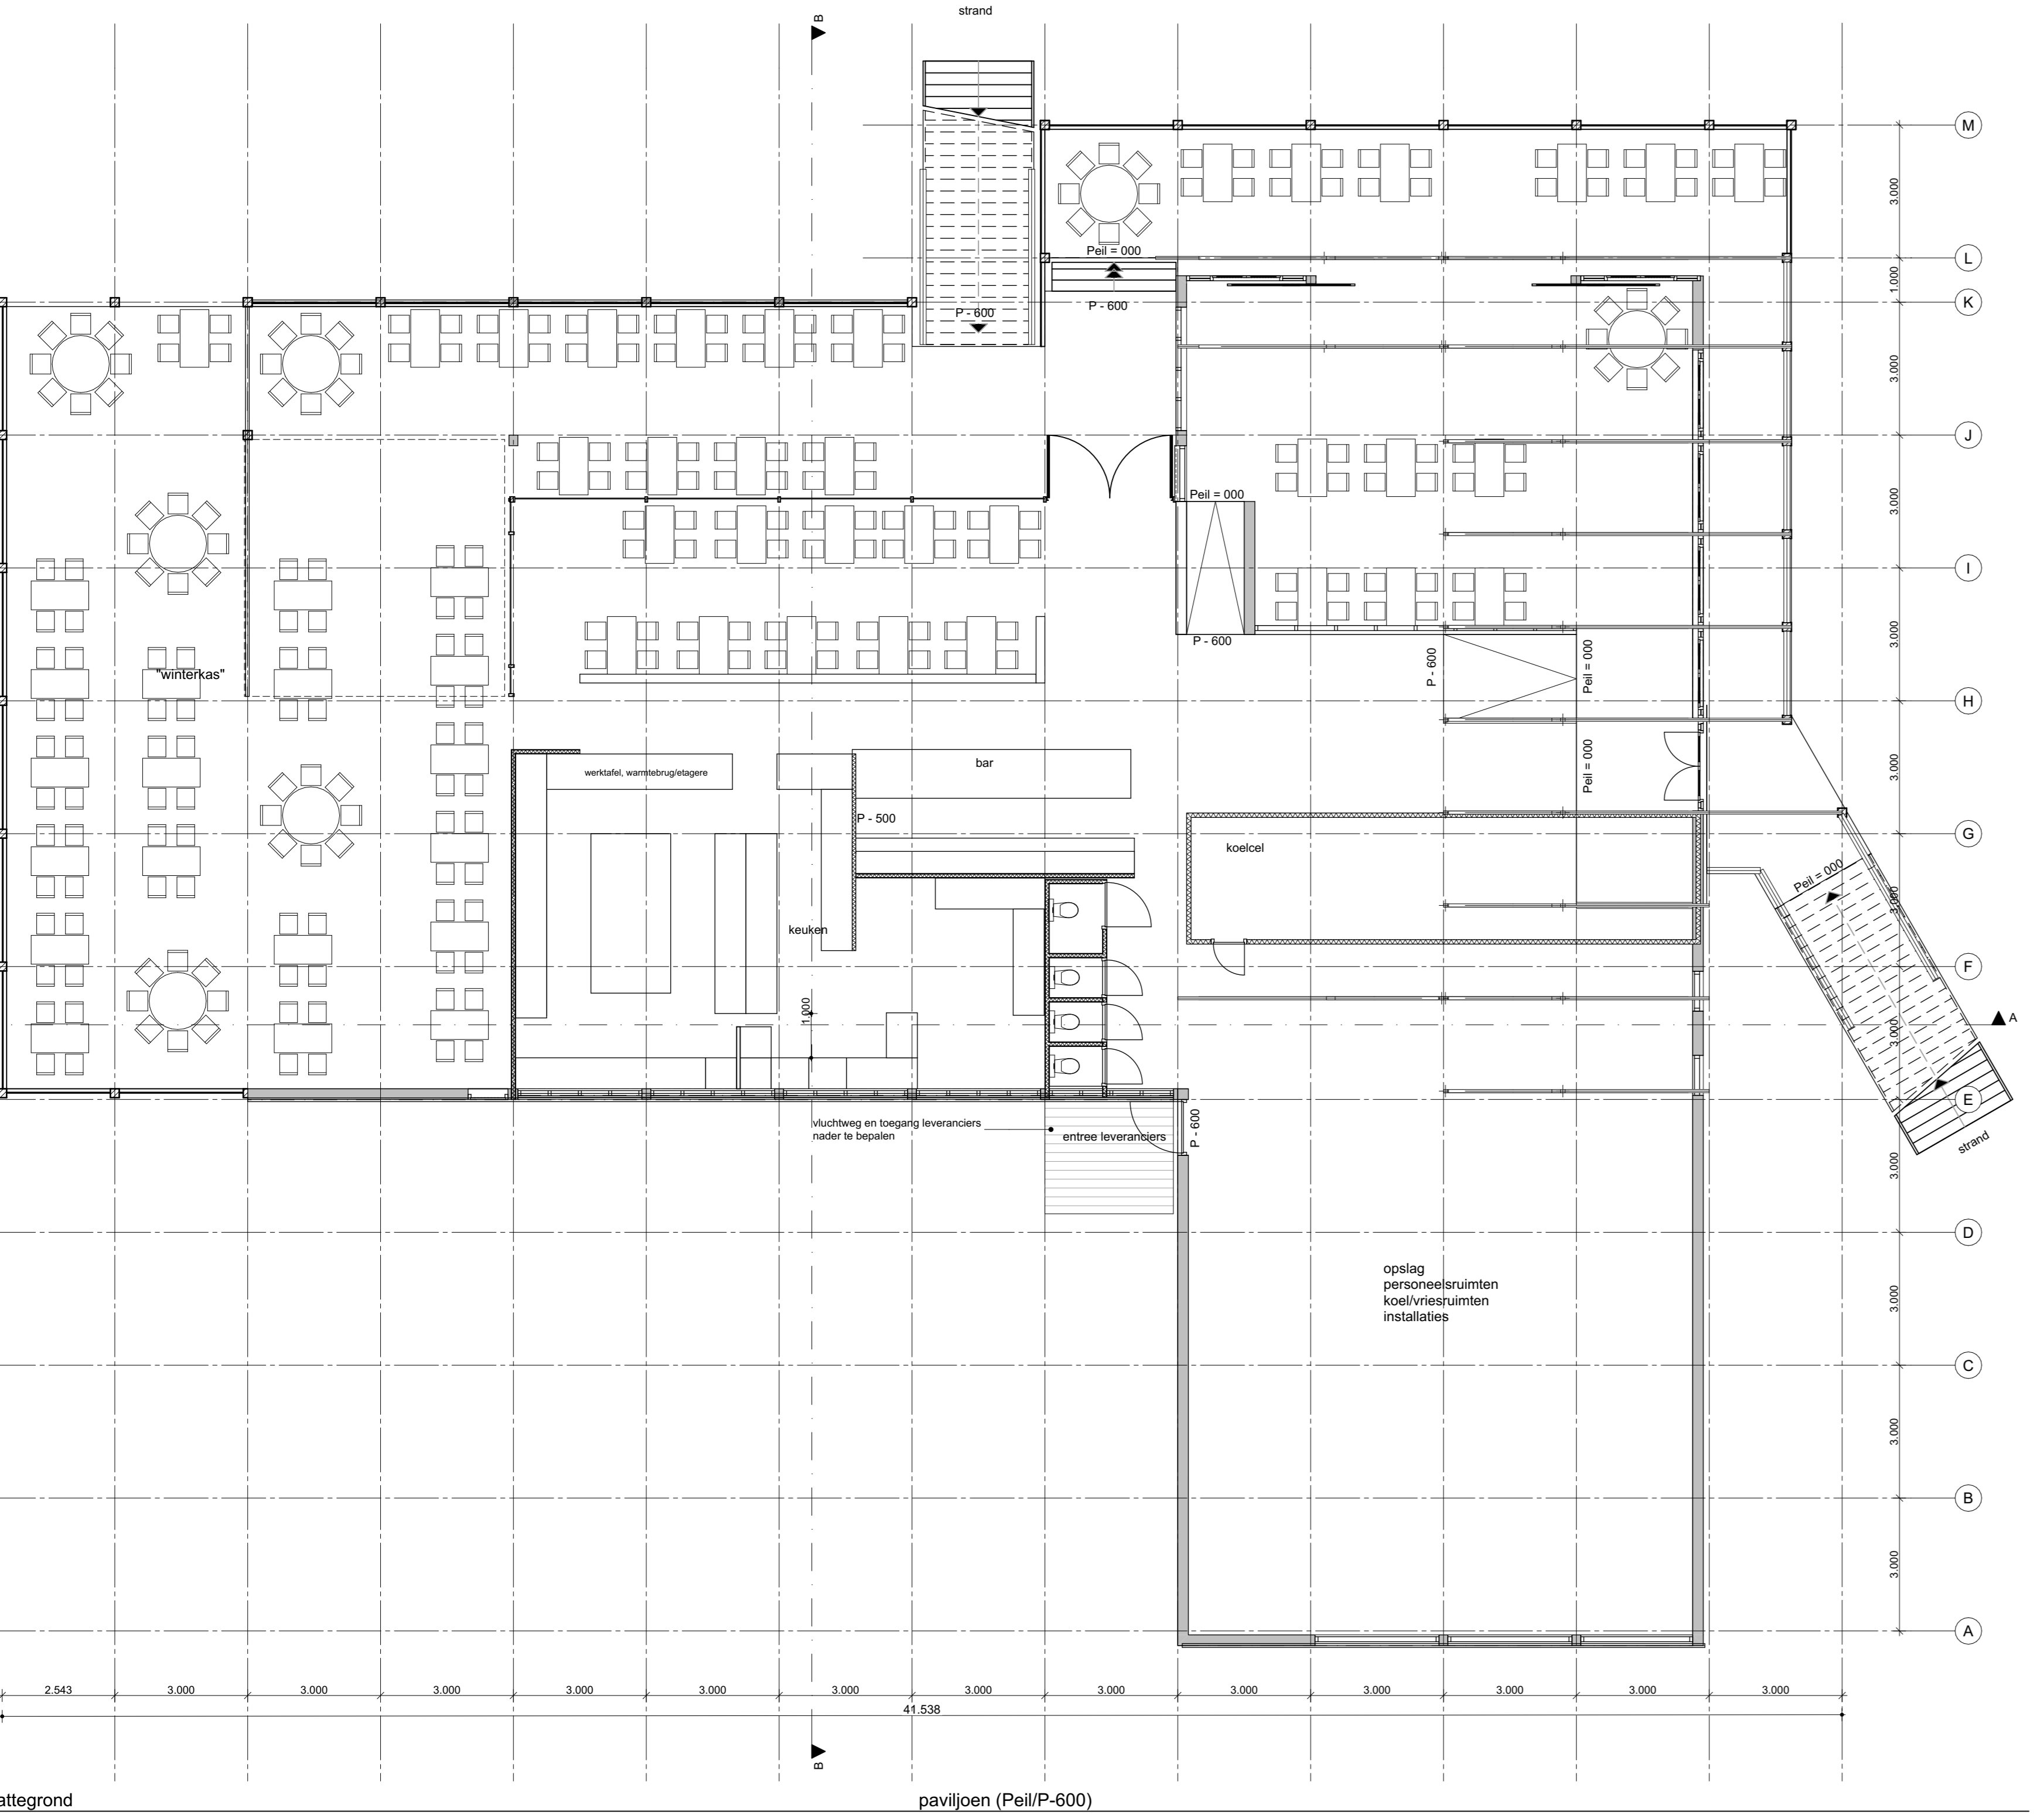 strand
B
M
3.000
Peil = 000
L
1.000
K
P - 600
P - 600
3.000
J
Peil = 000
3.000
I
P - 600
P - 600
Peil = 000
3.000
"winterkas"
H
werktafel, warmtebrug/etagere
bar
Peil = 000
3.000
P - 500
G
koelcel
Peil = 000
3.000
keuken
F
1.000
3.000
A
E
vluchtweg en toegang leveranciers
nader te bepalen
entree leveranciers
P - 600
strand
3.000
D
opslag
personeelsruimten
koel/vriesruimten
installaties
3.000
C
3.000
B
3.000
A
2.543 3.000 3.000 3.000 3.000 3.000 3.000 3.000 3.000 3.000 3.000 3.000 3.000 3.000
41.538
B
attegrond paviljoen (Peil/P-600)